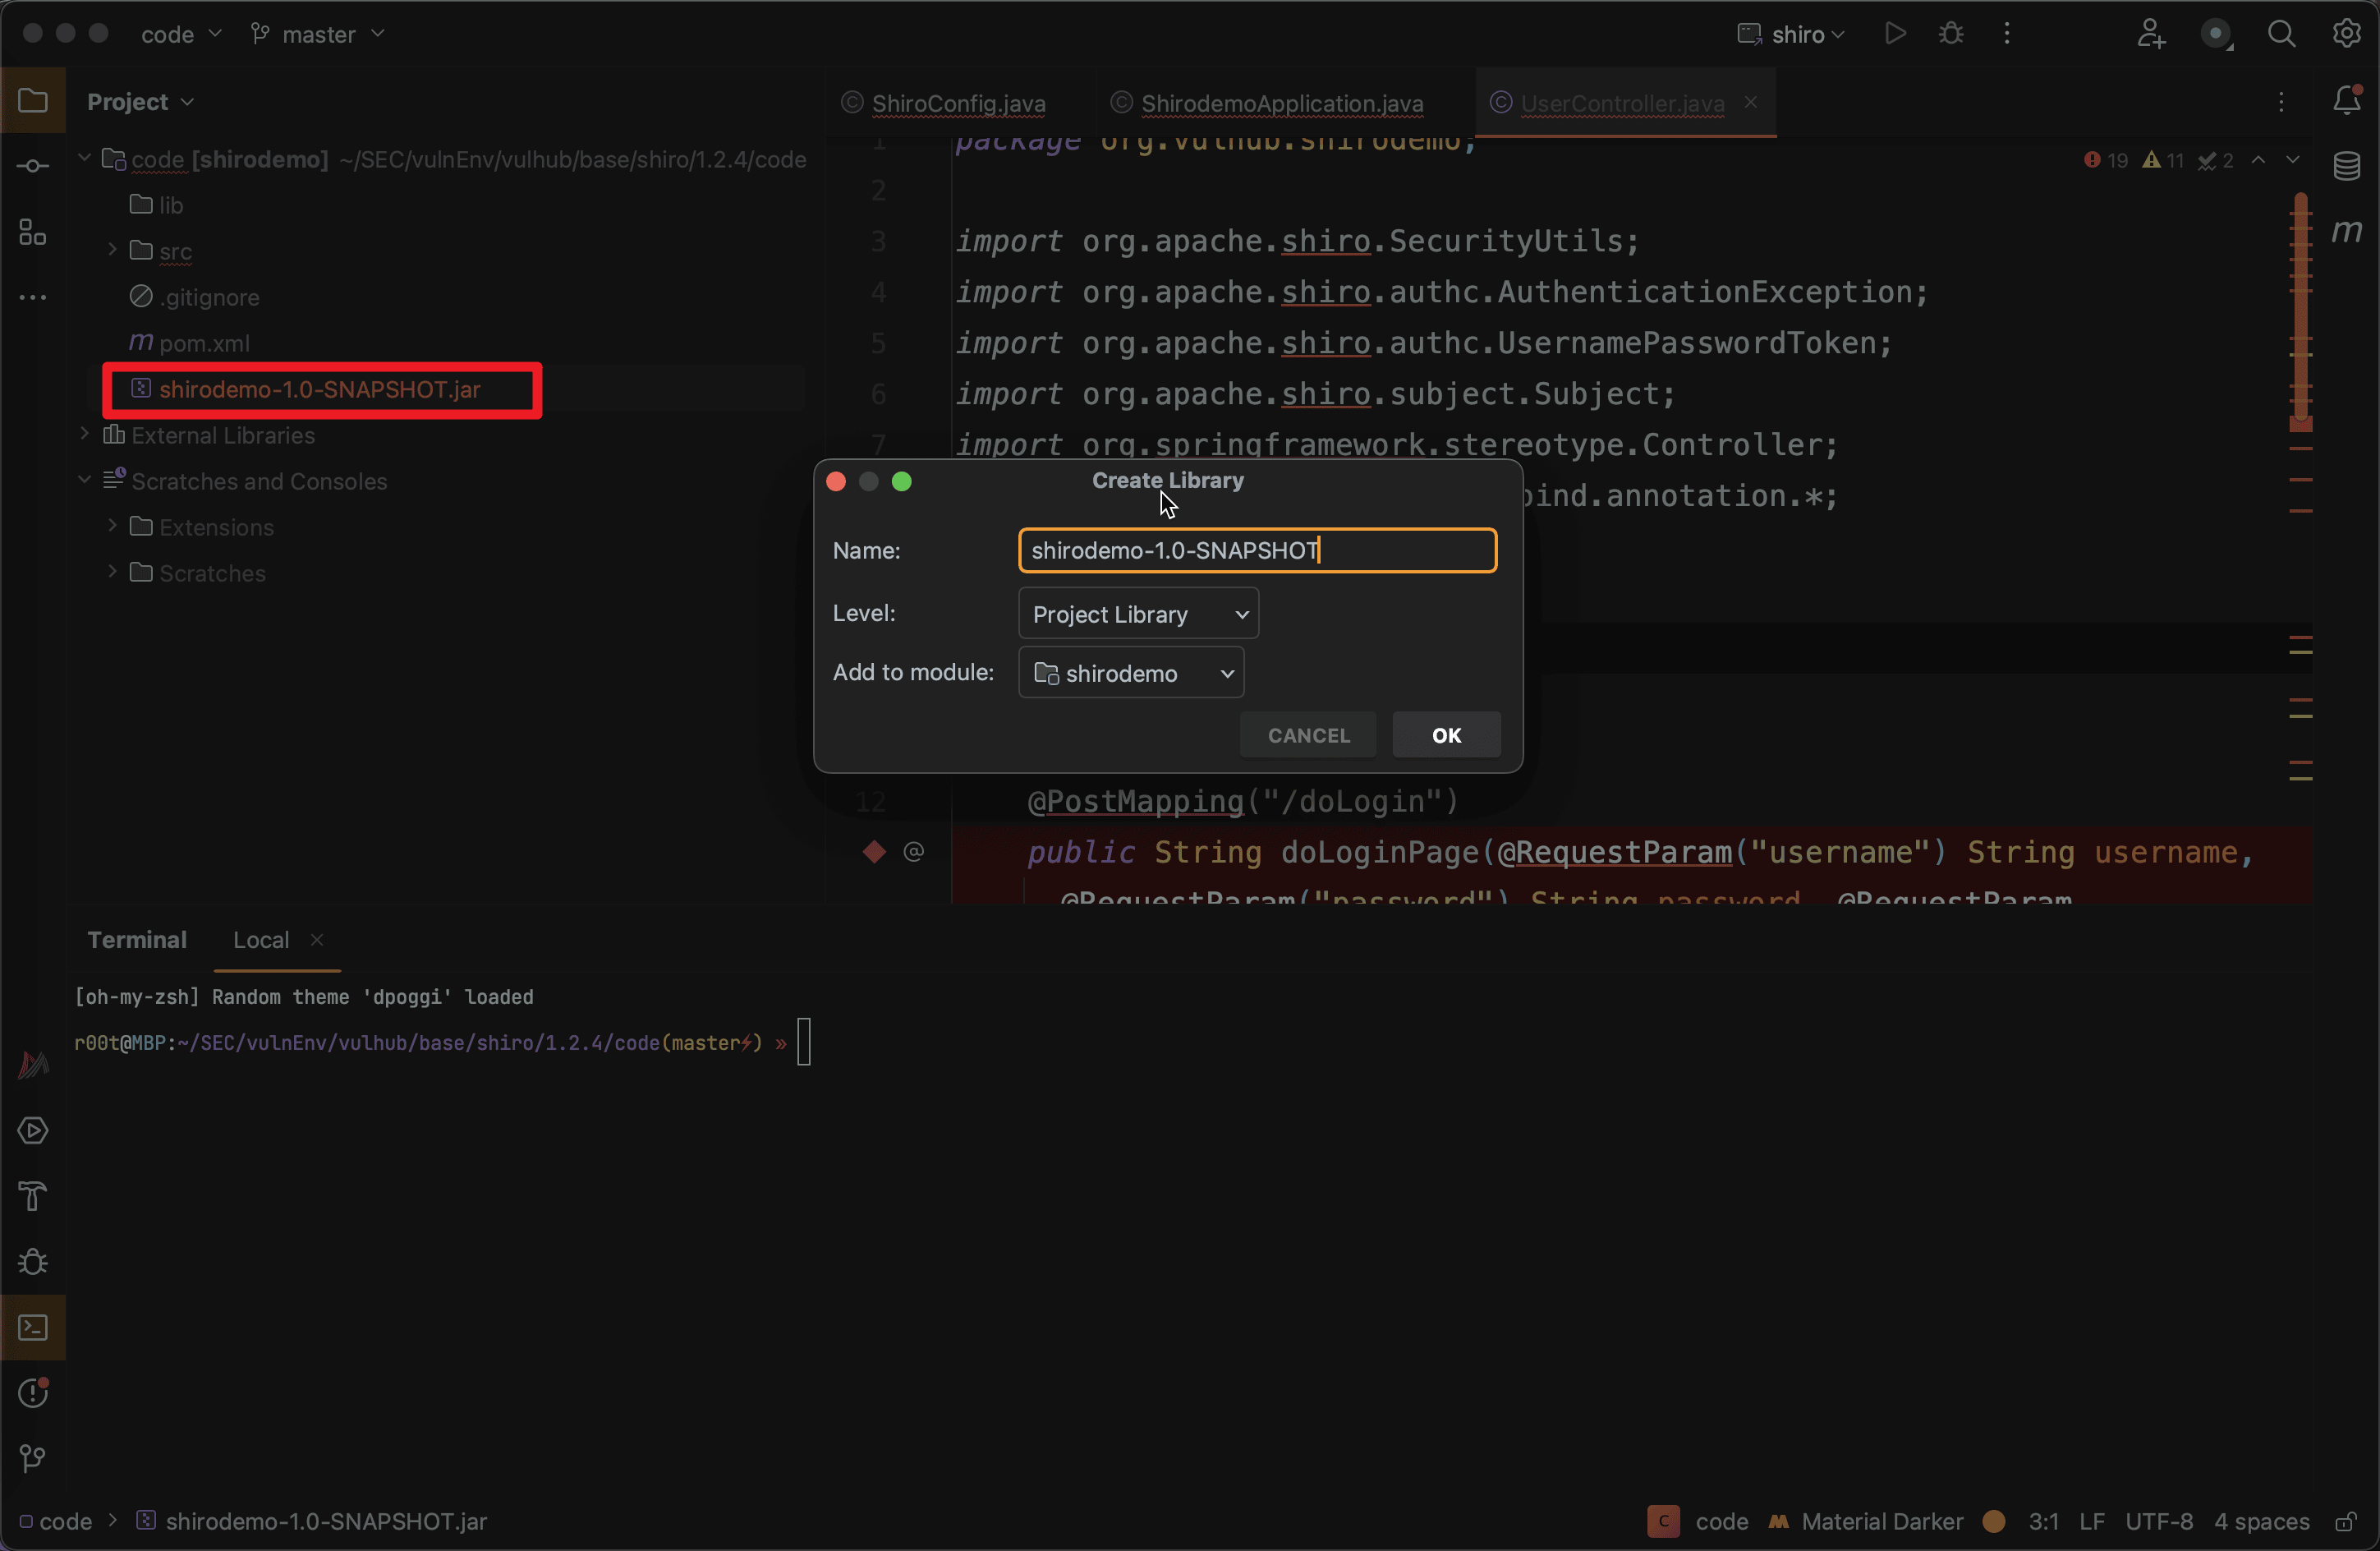 code
master
shiro
Project
ShiroConfig.java
ShirodemoApplication.java
UserController.java
code [shirodemo] ~/SEC/vulnEnv/vulhub/base/shiro/1.2.4/code
lib
src
.gitignore
pom.xml
shirodemo-1.0-SNAPSHOT.jar
External Libraries
Scratches and Consoles
Extensions
Scratches
19 11 2
1 package org.vulhub.shirodemo;
2
3 import org.apache.shiro.SecurityUtils;
4 import org.apache.shiro.authc.AuthenticationException;
5 import org.apache.shiro.authc.UsernamePasswordToken;
6 import org.apache.shiro.subject.Subject;
7 import org.springframework.stereotype.Controller;
bind.annotation.*;
Create Library
Name: shirodemo-1.0-SNAPSHOT
Level: Project Library
Add to module: shirodemo
CANCEL OK
12 @PostMapping("/doLogin")
@ public String doLoginPage(@RequestParam("username") String username,
@RequestParam("password") String password, @RequestParam
Terminal Local
[oh-my-zsh] Random theme 'dpoggi' loaded
r00t@MBP:~/SEC/vulnEnv/vulhub/base/shiro/1.2.4/code(master⚡) »
code > shirodemo-1.0-SNAPSHOT.jar
C code Material Darker 3:1 LF UTF-8 4 spaces